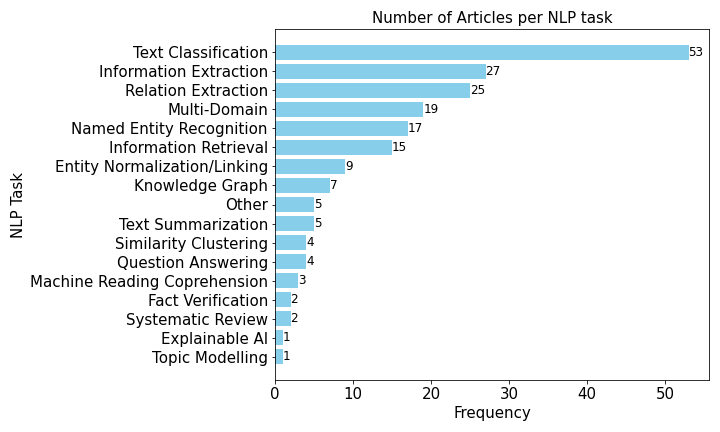 Number of Articles per NLP task
Text Classification 53
Information Extraction 27
Relation Extraction 25
Multi-Domain 19
Named Entity Recognition 17
Information Retrieval 15
Entity Normalization/Linking 9
Knowledge Graph 7
Other 5
Text Summarization 5
Similarity Clustering 4
Question Answering 4
Machine Reading Coprehension 3
Fact Verification 2
Systematic Review 2
Explainable AI 1
Topic Modelling 1
NLP Task
0 10 20 30 40 50
Frequency